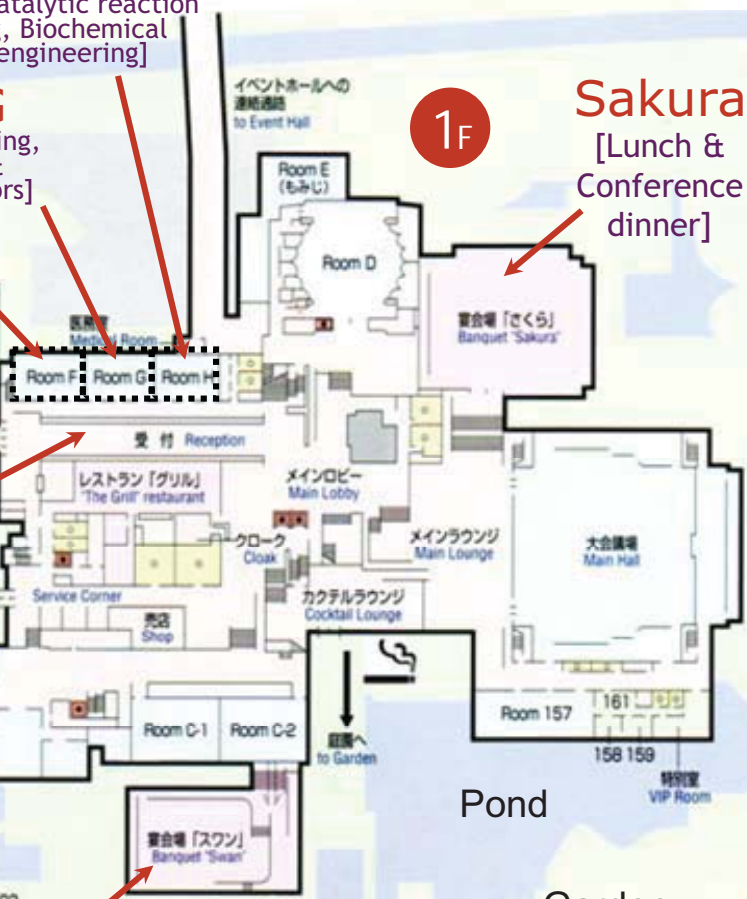 atalytic reaction
, Biochemical
engineering]
G
ing,
ors]
イベントホールへの
連絡通路
to Event Hall
1F
Sakura
[Lunch &
Conference
dinner]
Room E
(もみじ)
Room D
宴会場「さくら」
Banquet "Sakura"
医務室
Medical Room
Room F
Room G
Room H
受 付 Reception
レストラン「グリル」
"The Grill" restaurant
メインロビー
Main Lobby
クローク
Cloak
メインラウンジ
Main Lounge
大会議場
Main Hall
Service Corner
カクテルラウンジ
Cocktail Lounge
売店
Shop
Room C-1
Room C-2
庭園へ
to Garden
Room 157
161
158 159
特別室
VIP Room
Pond
宴会場「スワン」
Banquet "Swan"
Garden